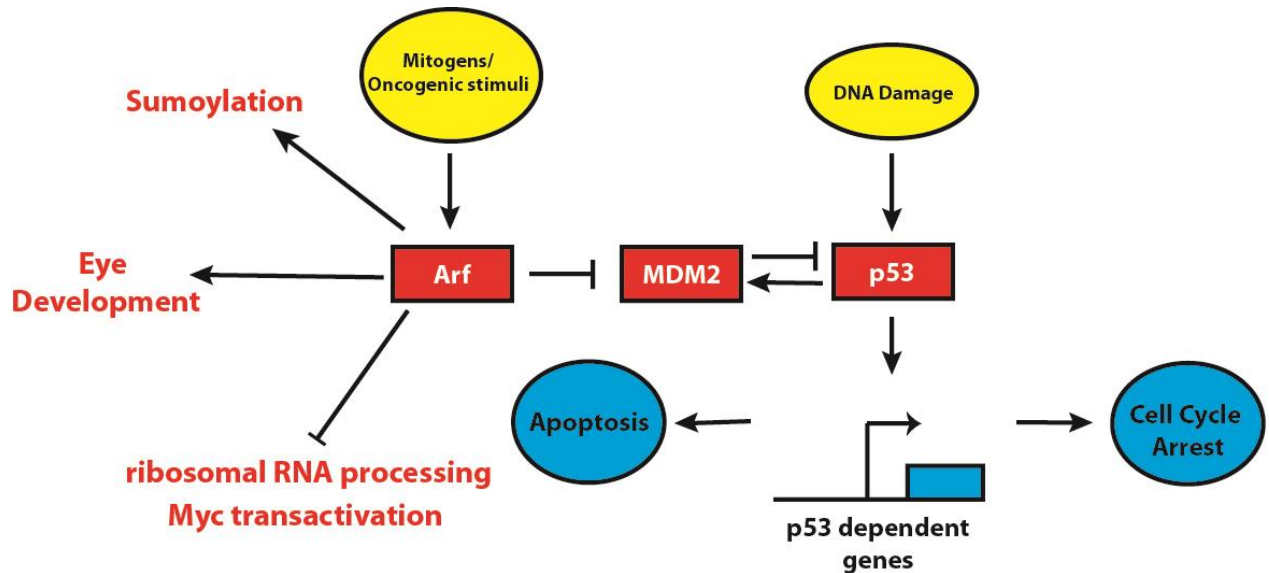 Mitogens/
Oncogenic stimuli
DNA Damage
Sumoylation
Eye
Development
Arf
MDM2
p53
Apoptosis
Cell Cycle
Arrest
ribosomal RNA processing
Myc transactivation
p53 dependent
genes